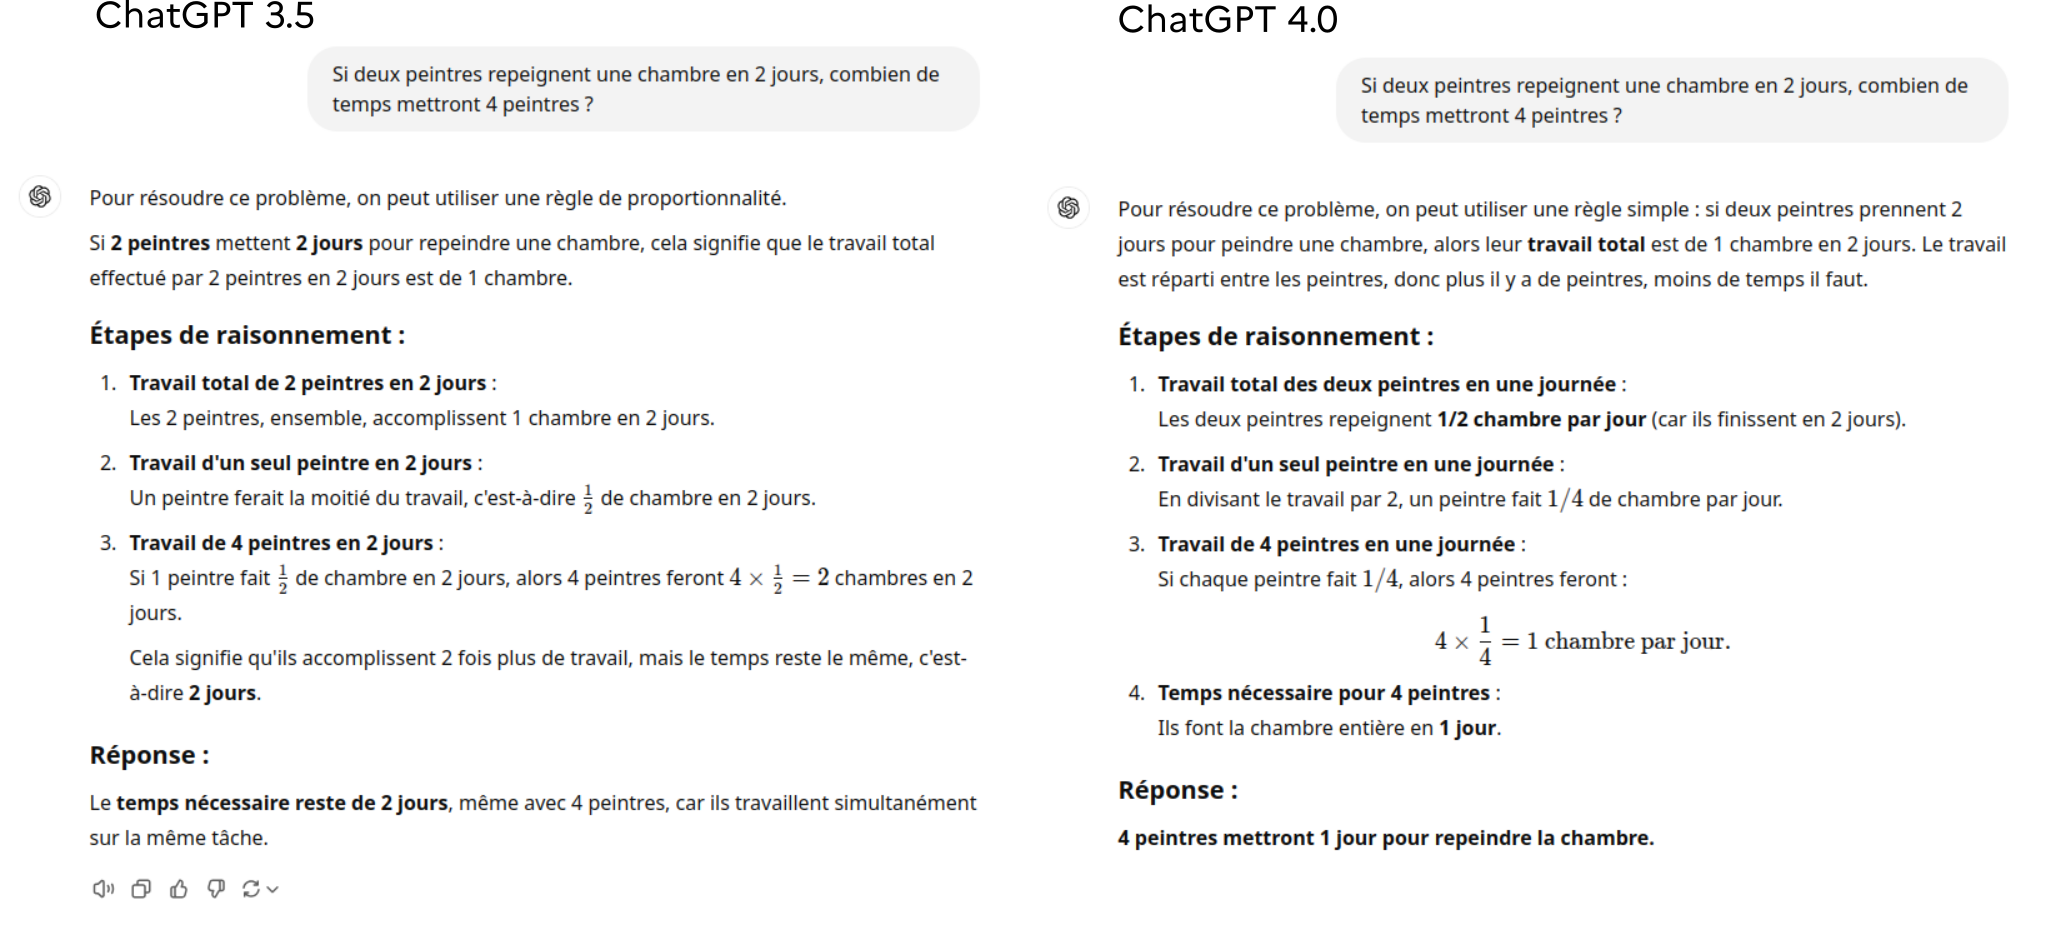 ChatGPT 3.5
Si deux peintres repeignent une chambre en 2 jours, combien de
temps mettront 4 peintres ?
Pour résoudre ce problème, on peut utiliser une règle de proportionnalité.
Si 2 peintres mettent 2 jours pour repeindre une chambre, cela signifie que le travail total
effectué par 2 peintres en 2 jours est de 1 chambre.
Étapes de raisonnement :
1. Travail total de 2 peintres en 2 jours :
Les 2 peintres, ensemble, accomplissent 1 chambre en 2 jours.
2. Travail d'un seul peintre en 2 jours :
Un peintre ferait la moitié du travail, c'est-à-dire 1/2 de chambre en 2 jours.
3. Travail de 4 peintres en 2 jours :
Si 1 peintre fait 1/2 de chambre en 2 jours, alors 4 peintres feront 4 × 1/2 = 2 chambres en 2
jours.
Cela signifie qu'ils accomplissent 2 fois plus de travail, mais le temps reste le même, c'est-
à-dire 2 jours.
Réponse :
Le temps nécessaire reste de 2 jours, même avec 4 peintres, car ils travaillent simultanément
sur la même tâche.
ChatGPT 4.0
Si deux peintres repeignent une chambre en 2 jours, combien de
temps mettront 4 peintres ?
Pour résoudre ce problème, on peut utiliser une règle simple : si deux peintres prennent 2
jours pour peindre une chambre, alors leur travail total est de 1 chambre en 2 jours. Le travail
est réparti entre les peintres, donc plus il y a de peintres, moins de temps il faut.
Étapes de raisonnement :
1. Travail total des deux peintres en une journée :
Les deux peintres repeignent 1/2 chambre par jour (car ils finissent en 2 jours).
2. Travail d'un seul peintre en une journée :
En divisant le travail par 2, un peintre fait 1/4 de chambre par jour.
3. Travail de 4 peintres en une journée :
Si chaque peintre fait 1/4, alors 4 peintres feront :
4 × 1/4 = 1 chambre par jour.
4. Temps nécessaire pour 4 peintres :
Ils font la chambre entière en 1 jour.
Réponse :
4 peintres mettront 1 jour pour repeindre la chambre.